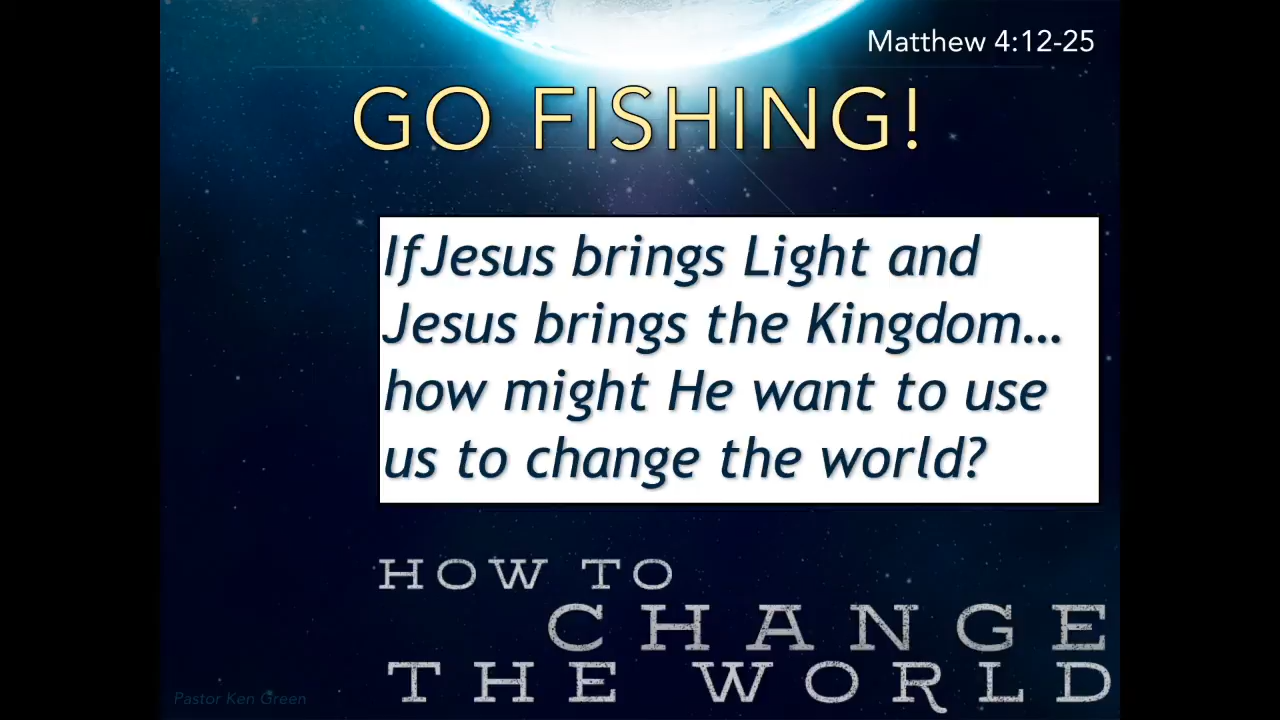 Matthew 4:12-25
GO FISHING!
IfJesus brings Light and
Jesus brings the Kingdom…
how might He want to use
us to change the world?
HOW TO
CHANGE
THE WORLD
Pastor Ken Green